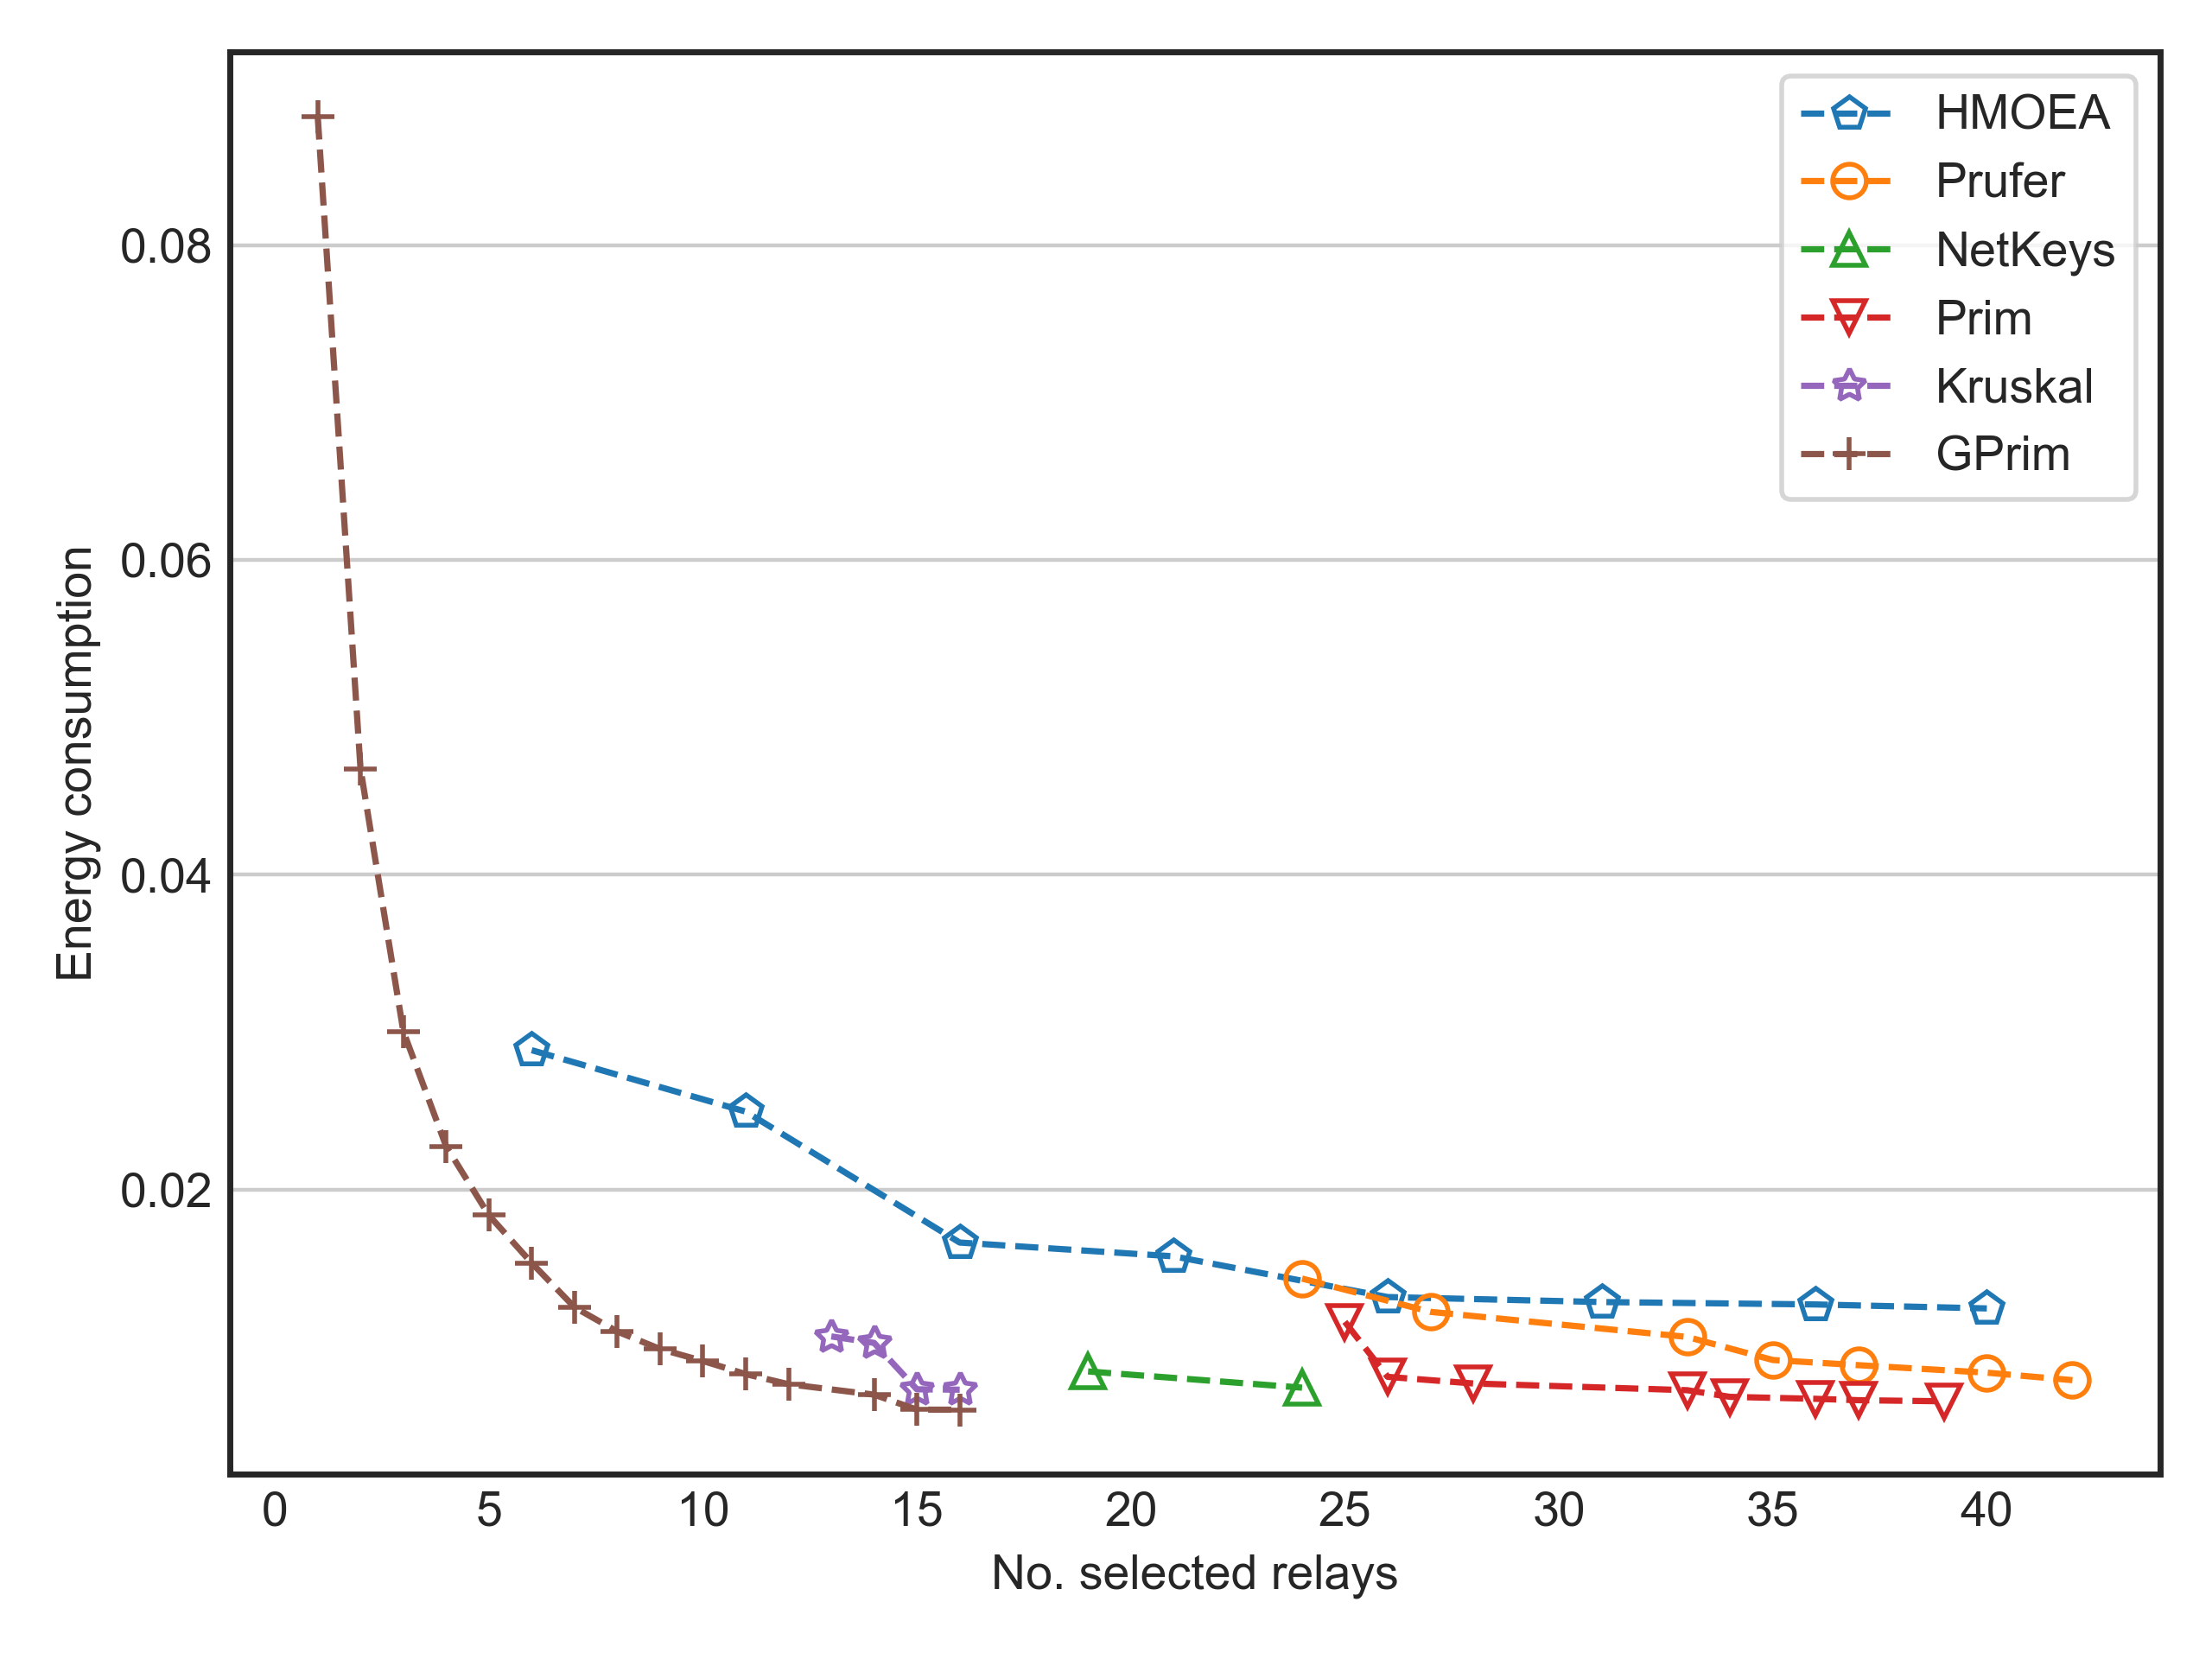 HMOEA
Prufer
NetKeys
Prim
Kruskal
GPrim
Energy consumption
0.08
0.06
0.04
0.02
0 5 10 15 20 25 30 35 40
No. selected relays